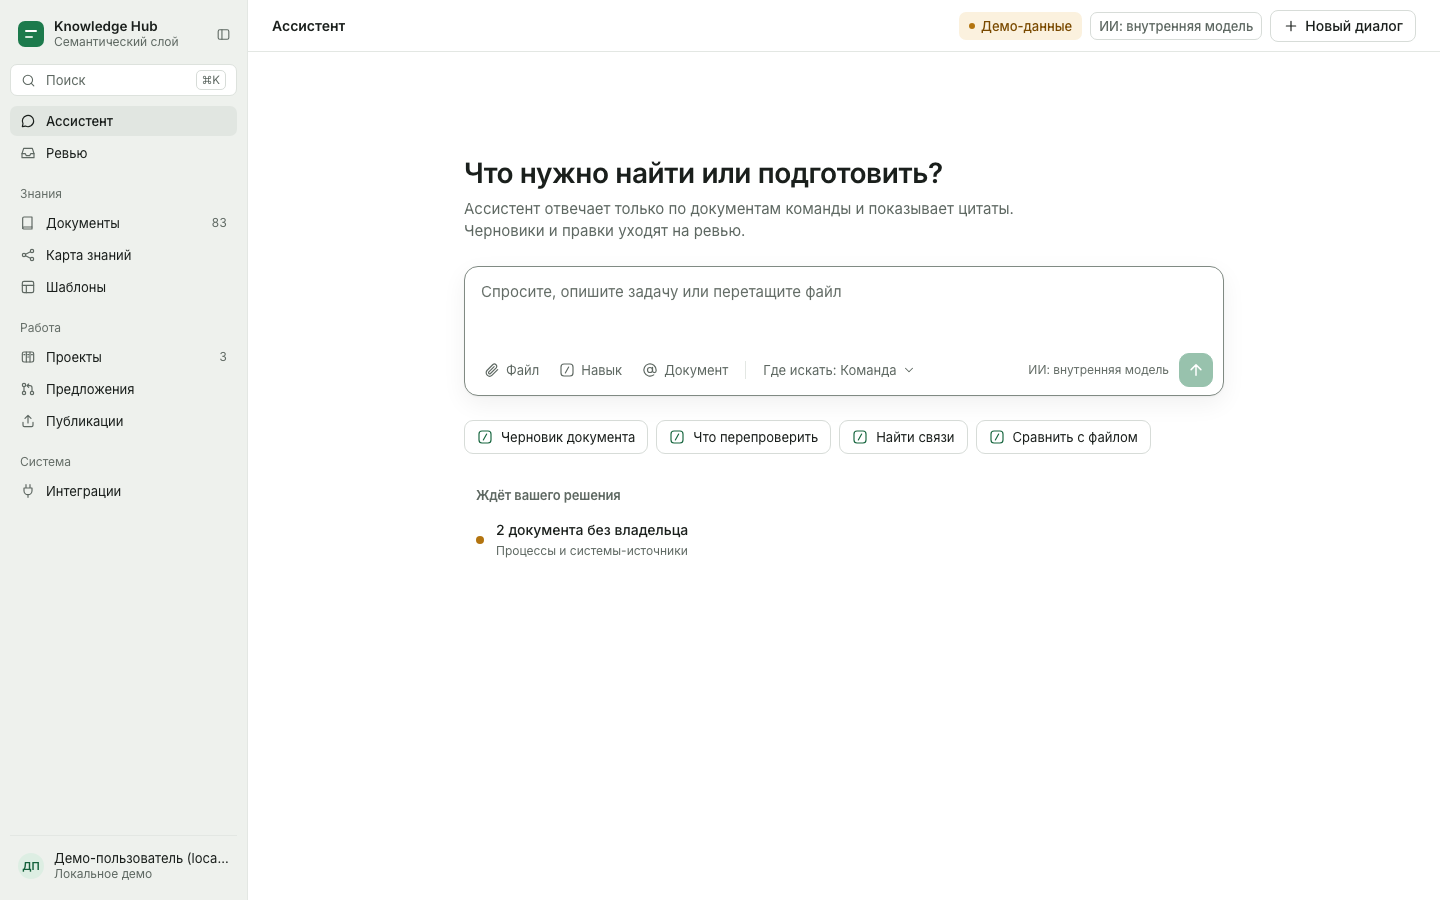 Knowledge Hub
Семантический слой
Поиск ⌘K
Ассистент
Ревью
Знания
Документы 83
Карта знаний
Шаблоны
Работа
Проекты 3
Предложения
Публикации
Система
Интеграции
ДП
Демо-пользователь (loca...
Локальное демо
Ассистент
Демо-данные
ИИ: внутренняя модель
Новый диалог
Что нужно найти или подготовить?
Ассистент отвечает только по документам команды и показывает цитаты.
Черновики и правки уходят на ревью.
Спросите, опишите задачу или перетащите файл
Файл
Навык
Документ
Где искать: Команда
ИИ: внутренняя модель
Черновик документа
Что перепроверить
Найти связи
Сравнить с файлом
Ждёт вашего решения
2 документа без владельца
Процессы и системы-источники